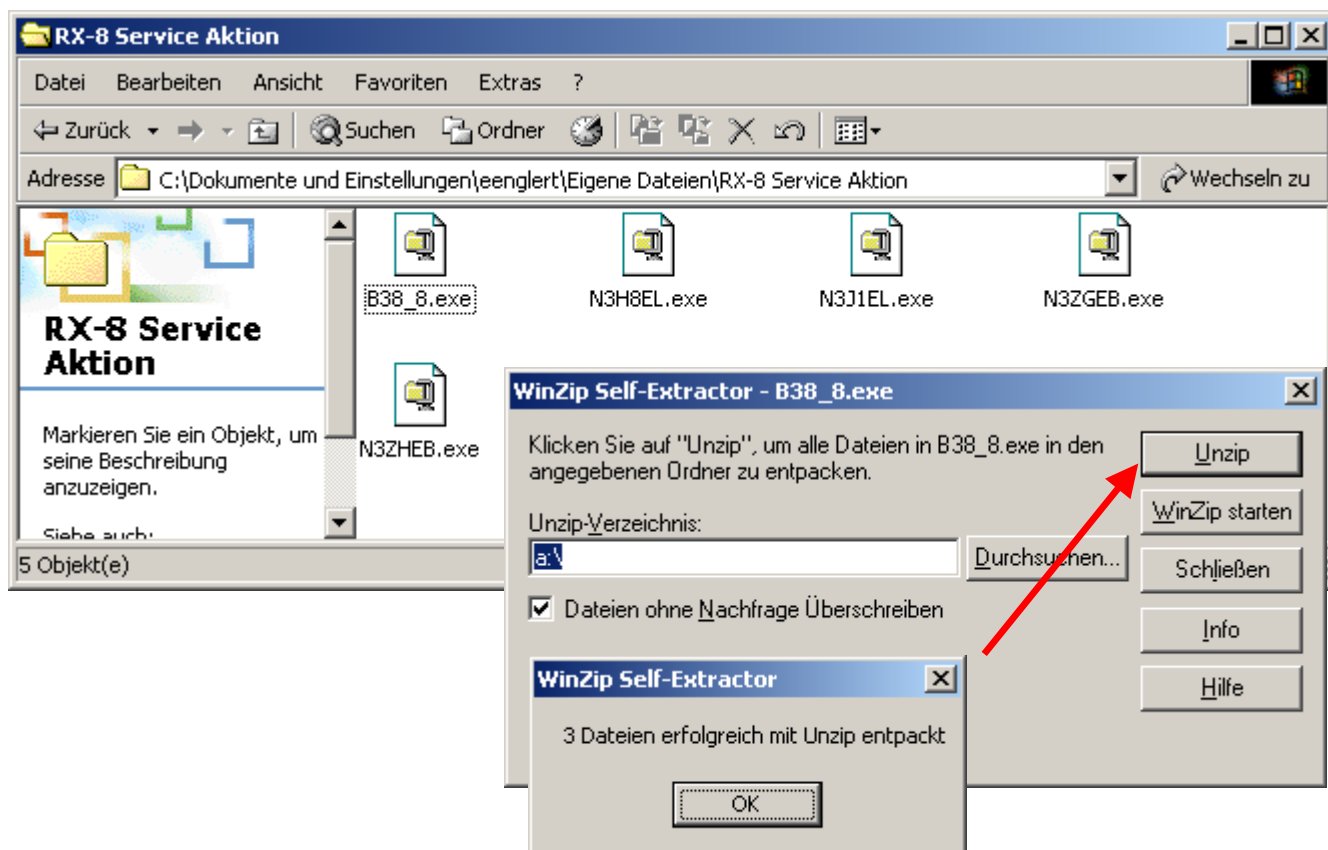 RX-8 Service Aktion
Datei Bearbeiten Ansicht Favoriten Extras ?
Zurück Suchen Ordner
Adresse C:\Dokumente und Einstellungen\eenglert\Eigene Dateien\RX-8 Service Aktion Wechseln zu
B38_8.exe N3H8EL.exe N3J1EL.exe N3ZGEB.exe
N3ZHEB.exe
RX-8 Service
Aktion
Markieren Sie ein Objekt, um
seine Beschreibung
anzuzeigen.
Siehe auch:
5 Objekt(e)
WinZip Self-Extractor - B38_8.exe
Klicken Sie auf "Unzip", um alle Dateien in B38_8.exe in den
angegebenen Ordner zu entpacken.
Unzip-Verzeichnis:
a:\
Durchsuchen...
Dateien ohne Nachfrage Überschreiben
Unzip
WinZip starten
Schließen
Info
Hilfe
WinZip Self-Extractor
3 Dateien erfolgreich mit Unzip entpackt
OK